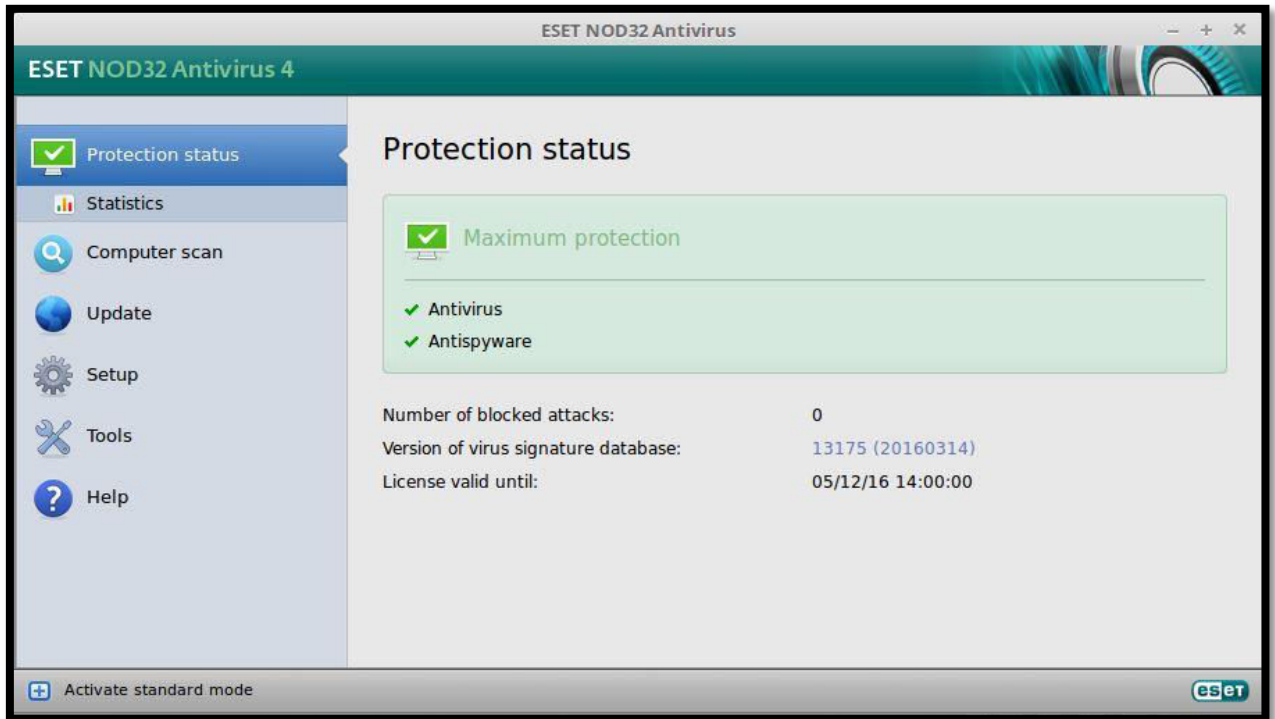 ESET NOD32 Antivirus
ESET NOD32 Antivirus 4
Protection status
Statistics
Computer scan
Update
Setup
Tools
Help
Protection status
Maximum protection
Antivirus
Antispyware
Number of blocked attacks: 0
Version of virus signature database: 13175 (20160314)
License valid until: 05/12/16 14:00:00
Activate standard mode
eset